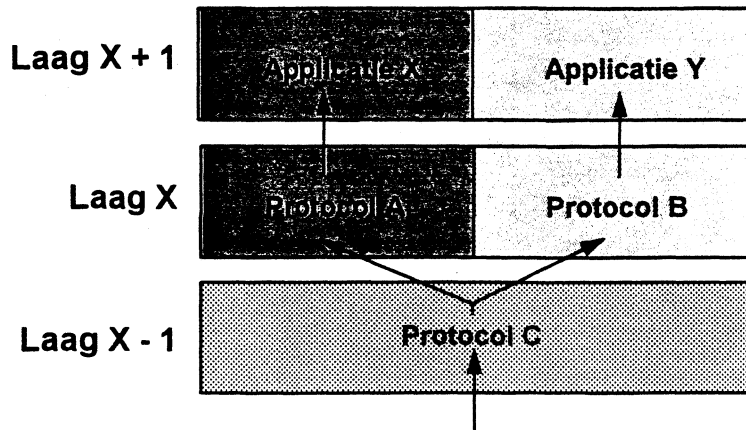 Laag X + 1
Applicatie X
Applicatie Y
Laag X
Protocol A
Protocol B
Laag X - 1
Protocol C